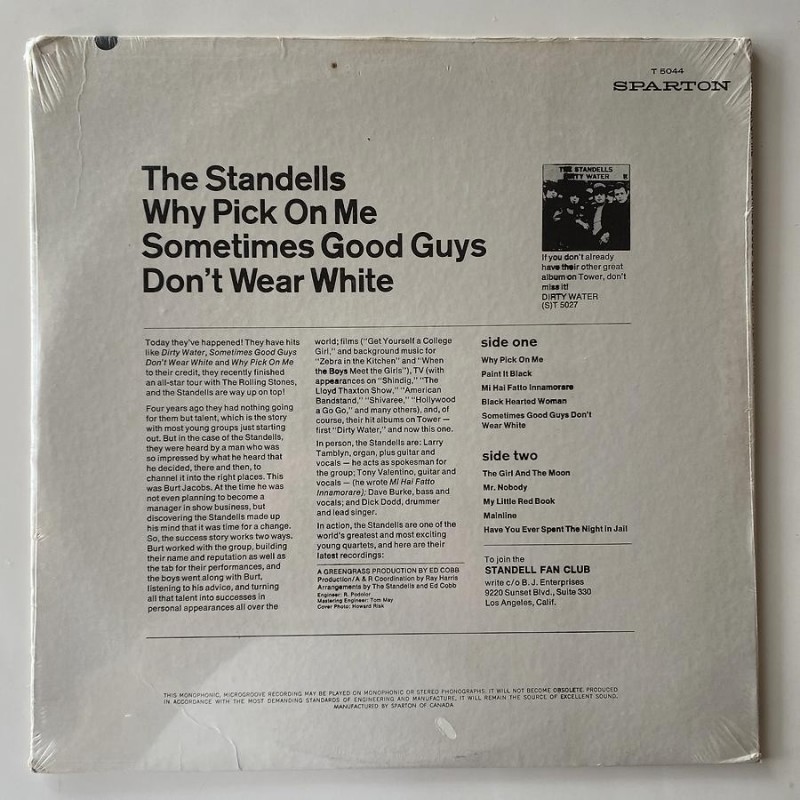 T 5044
SPARTON
The Standells
Why Pick On Me
Sometimes Good Guys
Don't Wear White
THE STANDELLS
DIRTY WATER
If you don't already
have their other great
album on Tower, don't
miss it!
DIRTY WATER
(S)T 5027
Today they've happened! They have hits
like Dirty Water, Sometimes Good Guys
Don't Wear White and Why Pick On Me
to their credit, they recently finished
an all-star tour with The Rolling Stones,
and the Standells are way up on top!
Four years ago they had nothing going
for them but talent, which is the story
with most young groups just starting
out. But in the case of the Standells,
they were heard by a man who was
so impressed by what he heard that
he decided, there and then, to
channel it into the right places. This
was Burt Jacobs. At the time he was
not even planning to become a
manager in show business, but
discovering the Standells made up
his mind that it was time for a change.
So, the success story works two ways.
Burt worked with the group, building
their name and reputation as well as
the tab for their performances, and
the boys went along with Burt,
listening to his advice, and turning
all that talent into successes in
personal appearances all over the
world; films ("Get Yourself a College
Girl," and background music for
"Zebra in the Kitchen" and "When
the Boys Meet the Girls"), TV (with
appearances on "Shindig," "The
Lloyd Thaxton Show," "American
Bandstand," "Shivaree," "Hollywood
a Go Go," and many others), and, of
course, their hit albums on Tower —
first "Dirty Water," and now this one.
In person, the Standells are: Larry
Tamblyn, organ, plus guitar and
vocals — he acts as spokesman for
the group; Tony Valentino, guitar and
vocals — (he wrote Mi Hai Fatto
Innamorare); Dave Burke, bass and
vocals; and Dick Dodd, drummer
and lead singer.
In action, the Standells are one of the
world's greatest and most exciting
young quartets, and here are their
latest recordings:
A GREENGRASS PRODUCTION BY ED COBB
Production/A & R Coordination by Ray Harris
Arrangements by The Standells and Ed Cobb
Engineer: R. Podolor
Mastering Engineer: Tom May
Cover Photo: Howard Risk
side one
Why Pick On Me
Paint It Black
Mi Hai Fatto Innamorare
Black Hearted Woman
Sometimes Good Guys Don't
Wear White
side two
The Girl And The Moon
Mr. Nobody
My Little Red Book
Mainline
Have You Ever Spent The Night In Jail
To join the
STANDELL FAN CLUB
write c/o B. J. Enterprises
9220 Sunset Blvd., Suite 330
Los Angeles, Calif.
THIS MONOPHONIC, MICROGROOVE RECORDING MAY BE PLAYED ON MONOPHONIC OR STEREO PHONOGRAPHS. IT WILL NOT BECOME OBSOLETE. PRODUCED
IN ACCORDANCE WITH THE MOST DEMANDING STANDARDS OF ENGINEERING AND MANUFACTURE, IT WILL REMAIN THE SOURCE OF EXCELLENT SOUND.
MANUFACTURED BY SPARTON OF CANADA